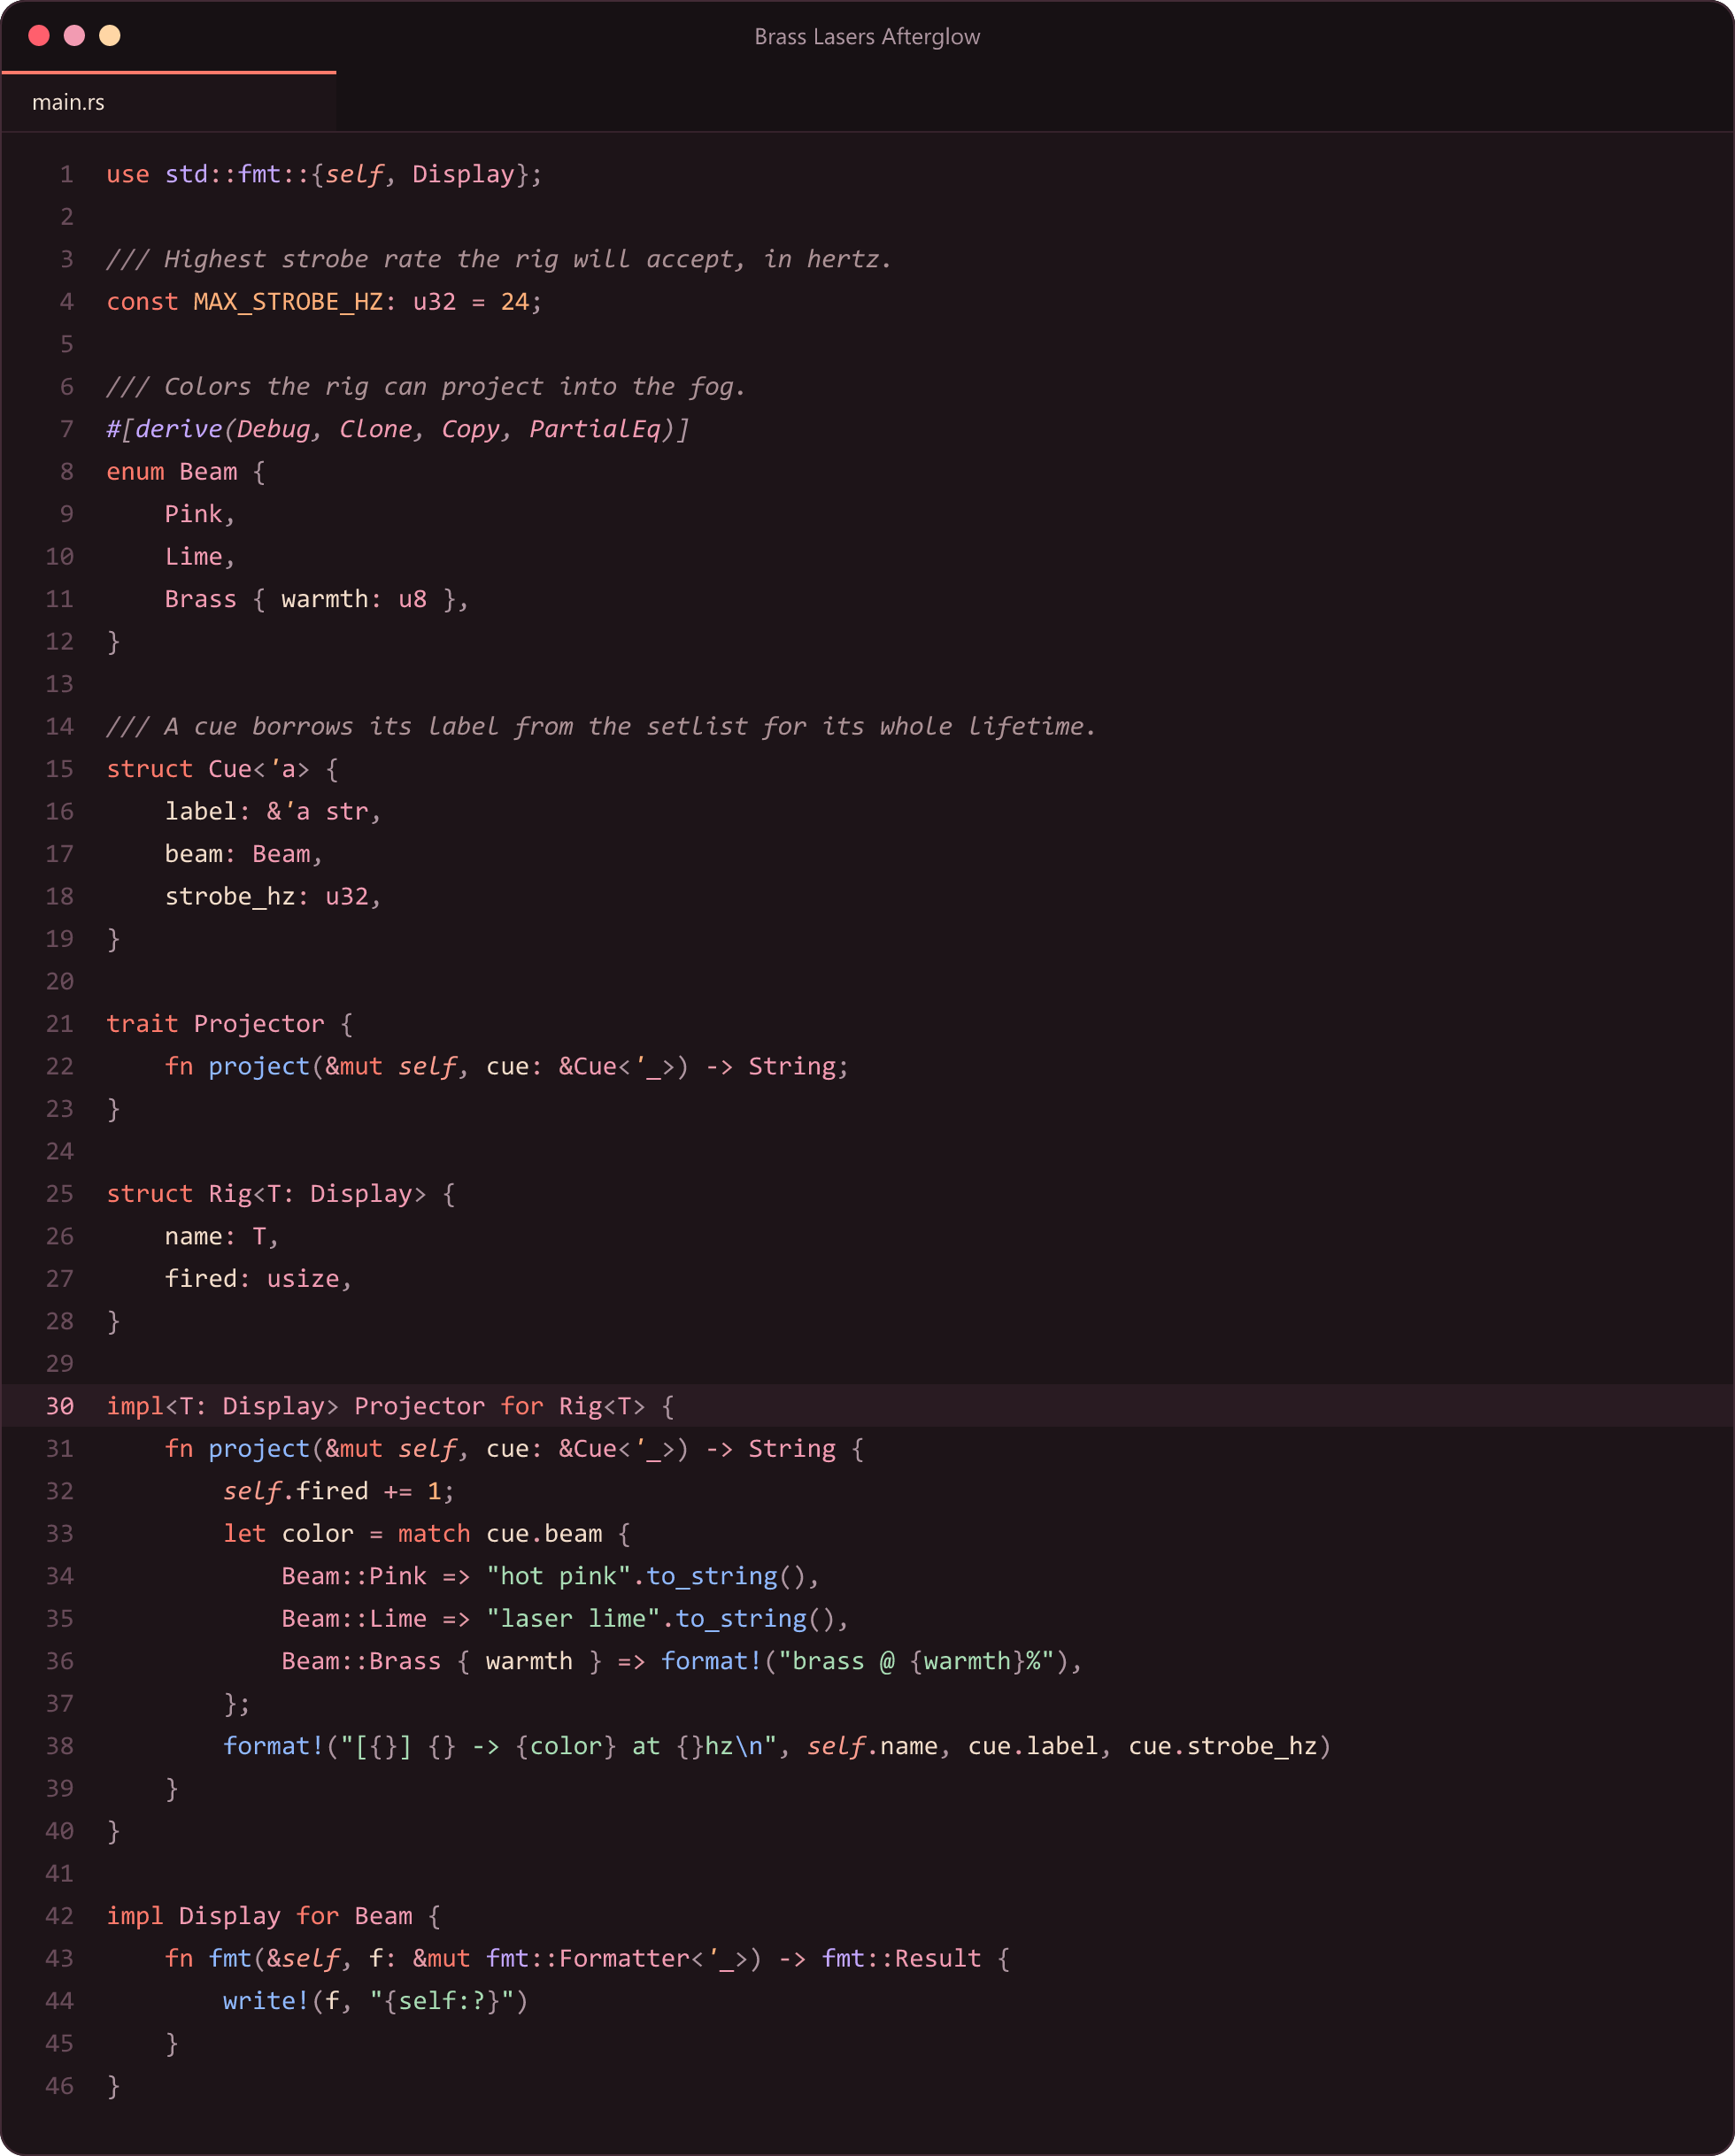 Brass Lasers Afterglow
main.rs
1 use std::fmt::{self, Display};
2
3 /// Highest strobe rate the rig will accept, in hertz.
4 const MAX_STROBE_HZ: u32 = 24;
5
6 /// Colors the rig can project into the fog.
7 #[derive(Debug, Clone, Copy, PartialEq)]
8 enum Beam {
9     Pink,
10     Lime,
11     Brass { warmth: u8 },
12 }
13
14 /// A cue borrows its label from the setlist for its whole lifetime.
15 struct Cue<'a> {
16     label: &'a str,
17     beam: Beam,
18     strobe_hz: u32,
19 }
20
21 trait Projector {
22     fn project(&mut self, cue: &Cue<'_>) -> String;
23 }
24
25 struct Rig<T: Display> {
26     name: T,
27     fired: usize,
28 }
29
30 impl<T: Display> Projector for Rig<T> {
31     fn project(&mut self, cue: &Cue<'_>) -> String {
32         self.fired += 1;
33         let color = match cue.beam {
34             Beam::Pink => "hot pink".to_string(),
35             Beam::Lime => "laser lime".to_string(),
36             Beam::Brass { warmth } => format!("brass @ {warmth}%"),
37         };
38         format!("[{}] {} -> {color} at {}hz\n", self.name, cue.label, cue.strobe_hz)
39     }
40 }
41
42 impl Display for Beam {
43     fn fmt(&self, f: &mut fmt::Formatter<'_>) -> fmt::Result {
44         write!(f, "{self:?}")
45     }
46 }